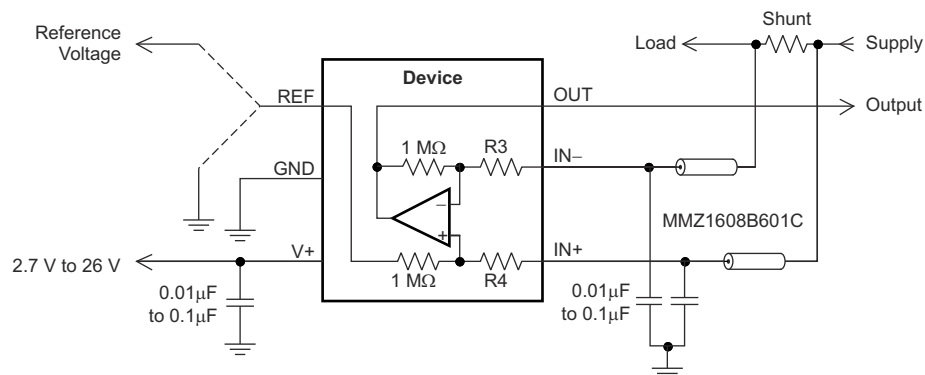 Shunt
Reference
Voltage
Load
Supply
Device
REF
OUT
Output
1 MΩ
R3
IN−
GND
−
MMZ1608B601C
+
V+
IN+
2.7 V to 26 V
1 MΩ
R4
0.01μF
to 0.1μF
0.01μF
to 0.1μF